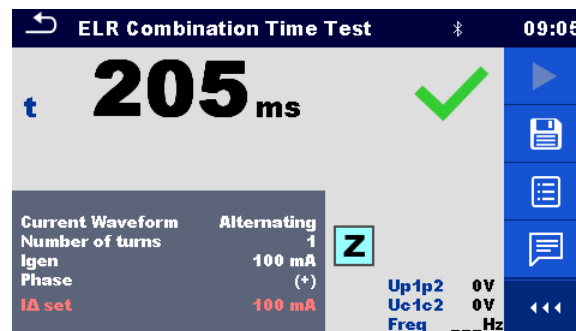 ELR Combination Time Test 09:05
t 205 ms
Current Waveform Alternating
Number of turns 1
Igen 100 mA
Phase (+)
IΔ set 100 mA
Z
Up1p2 0V
Uc1c2 0V
Freq ___Hz